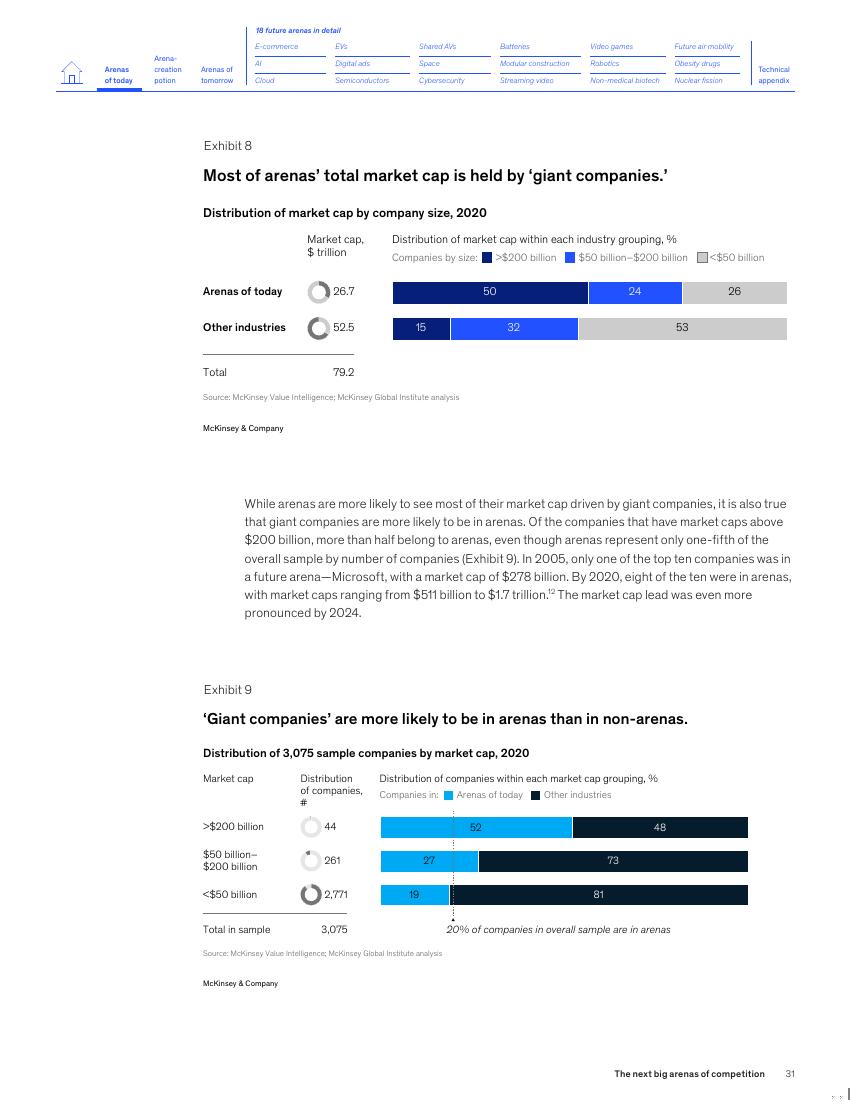 18 future arenas in detail
Arenas of today
Arena-creation potion
Arenas of tomorrow
E-commerce EVs Shared AVs Batteries Video games Future air mobility
AI Digital ads Space Modular construction Robotics Obesity drugs
Cloud Semiconductors Cybersecurity Streaming video Non-medical biotech Nuclear fission
Technical appendix
Exhibit 8
Most of arenas’ total market cap is held by ‘giant companies.’
Distribution of market cap by company size, 2020
Market cap,
$ trillion
Distribution of market cap within each industry grouping, %
Companies by size: >$200 billion $50 billion–$200 billion <$50 billion
Arenas of today 26.7 50 24 26
Other industries 52.5 15 32 53
Total 79.2
Source: McKinsey Value Intelligence; McKinsey Global Institute analysis
McKinsey & Company
While arenas are more likely to see most of their market cap driven by giant companies, it is also true
that giant companies are more likely to be in arenas. Of the companies that have market caps above
$200 billion, more than half belong to arenas, even though arenas represent only one-fifth of the
overall sample by number of companies (Exhibit 9). In 2005, only one of the top ten companies was in
a future arena—Microsoft, with a market cap of $278 billion. By 2020, eight of the ten were in arenas,
with market caps ranging from $511 billion to $1.7 trillion.12 The market cap lead was even more
pronounced by 2024.
Exhibit 9
‘Giant companies’ are more likely to be in arenas than in non-arenas.
Distribution of 3,075 sample companies by market cap, 2020
Market cap
Distribution
of companies,
#
Distribution of companies within each market cap grouping, %
Companies in: Arenas of today Other industries
>$200 billion 44 52 48
$50 billion–
$200 billion 261 27 73
<$50 billion 2,771 19 81
Total in sample 3,075
20% of companies in overall sample are in arenas
Source: McKinsey Value Intelligence; McKinsey Global Institute analysis
McKinsey & Company
The next big arenas of competition 31